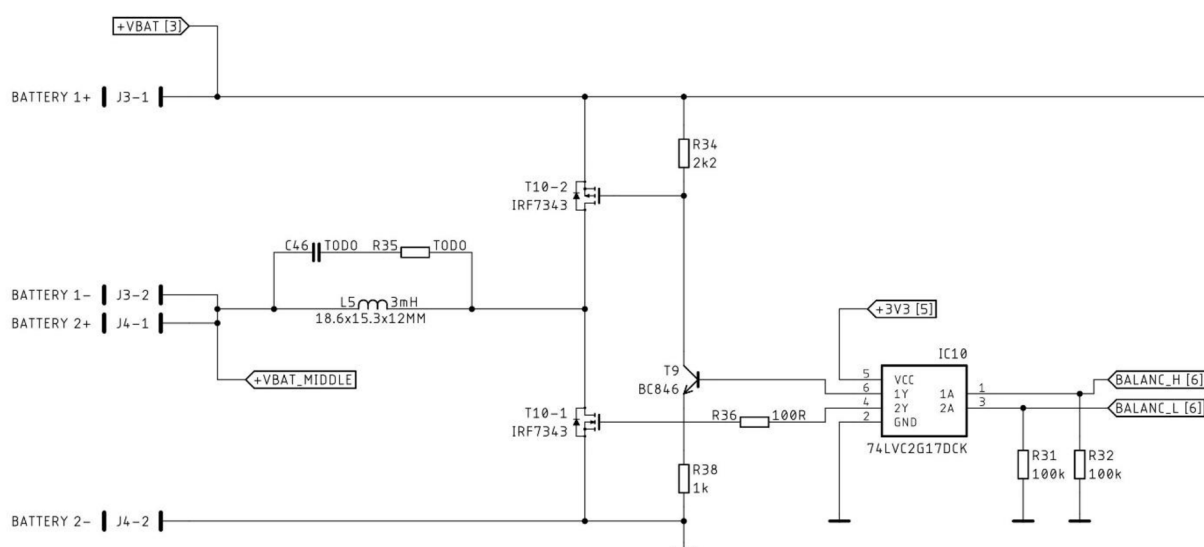 +VBAT [3]
BATTERY 1+ J3-1
R34
2k2
T10-2
IRF7343
C46 TODO R35 TODO
BATTERY 1- J3-2
L5 3mH
18.6x15.3x12MM
BATTERY 2+ J4-1
+3V3 [5]
+VBAT_MIDDLE
IC10
T9
BC846
5 VCC
6 1Y 1A 1
4 2Y 2A 3
2 GND
BALANC_H [6]
BALANC_L [6]
T10-1
IRF7343
R36 100R
74LVC2G17DCK
R31
100k
R32
100k
R38
1k
BATTERY 2- J4-2